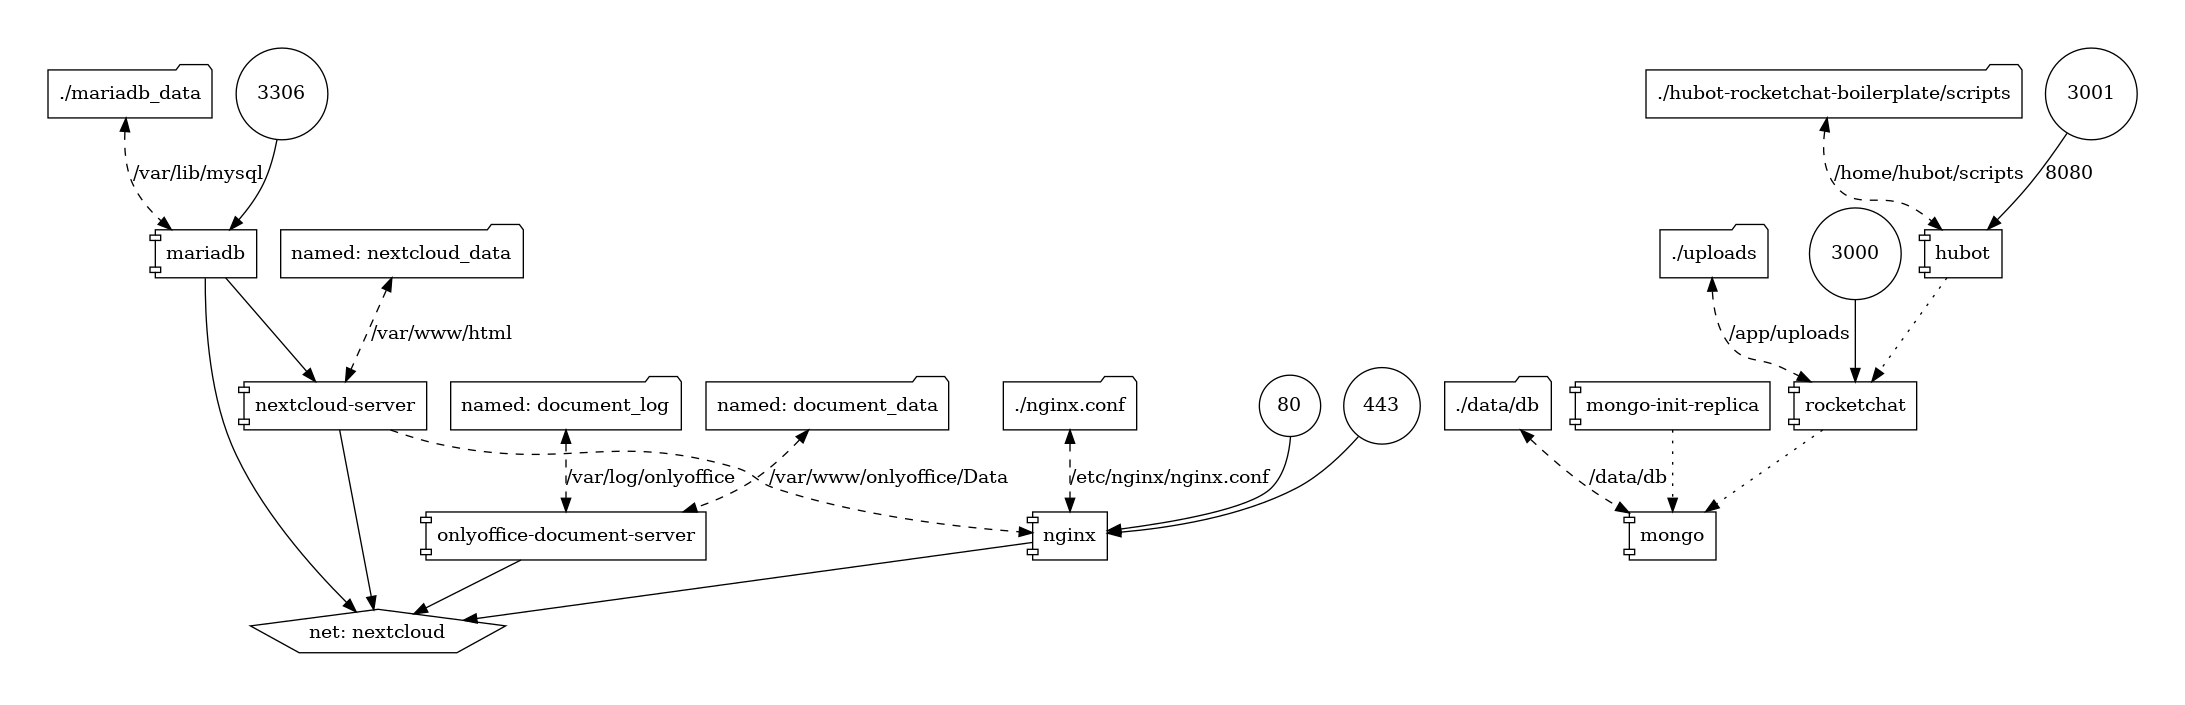 ./mariadb_data
3306
./hubot-rocketchat-boilerplate/scripts
3001
/var/lib/mysql
/home/hubot/scripts
8080
mariadb
named: nextcloud_data
./uploads
3000
hubot
/var/www/html
/app/uploads
nextcloud-server
named: document_log
named: document_data
./nginx.conf
80
443
./data/db
mongo-init-replica
rocketchat
/var/log/onlyoffice
/var/www/onlyoffice/Data
/etc/nginx/nginx.conf
/data/db
onlyoffice-document-server
nginx
mongo
net: nextcloud